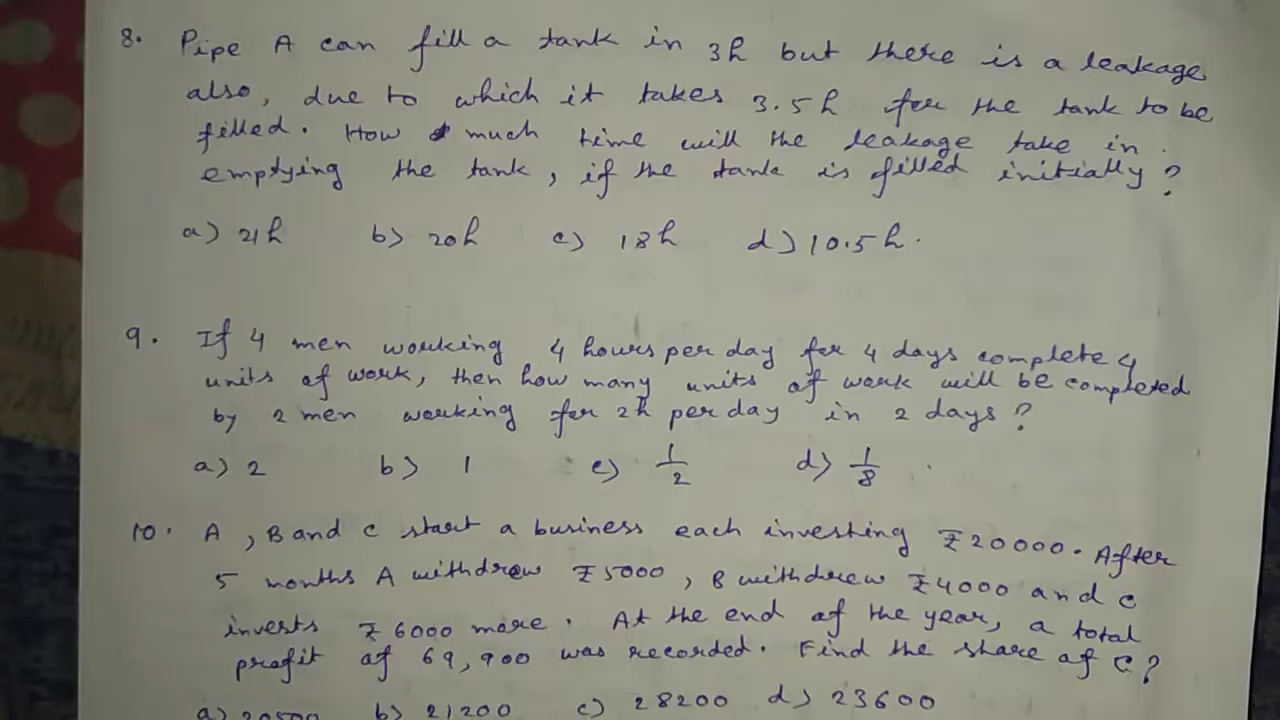 8. Pipe A can fill a tank in 3h but there is a leakage
also, due to which it takes 3.5h for the tank to be
filled. How much time will the leakage take in
emptying the tank, if the tank is filled initially?
a) 21h b) 20h c) 18h d) 10.5h.
9. If 4 men working 4 hours per day for 4 days complete 4
units of work, then how many units of work will be completed
by 2 men working for 2h per day in 2 days?
a) 2 b) 1 c) 1/2 d) 1/8
10. A, B and C start a business each investing ₹20000. After
5 months A withdrew ₹5000, B withdrew ₹4000 and C
invests ₹6000 more. At the end of the year, a total
profit of 69,900 was recorded. Find the share of C?
a) 20500 b) 21200 c) 28200 d) 23600